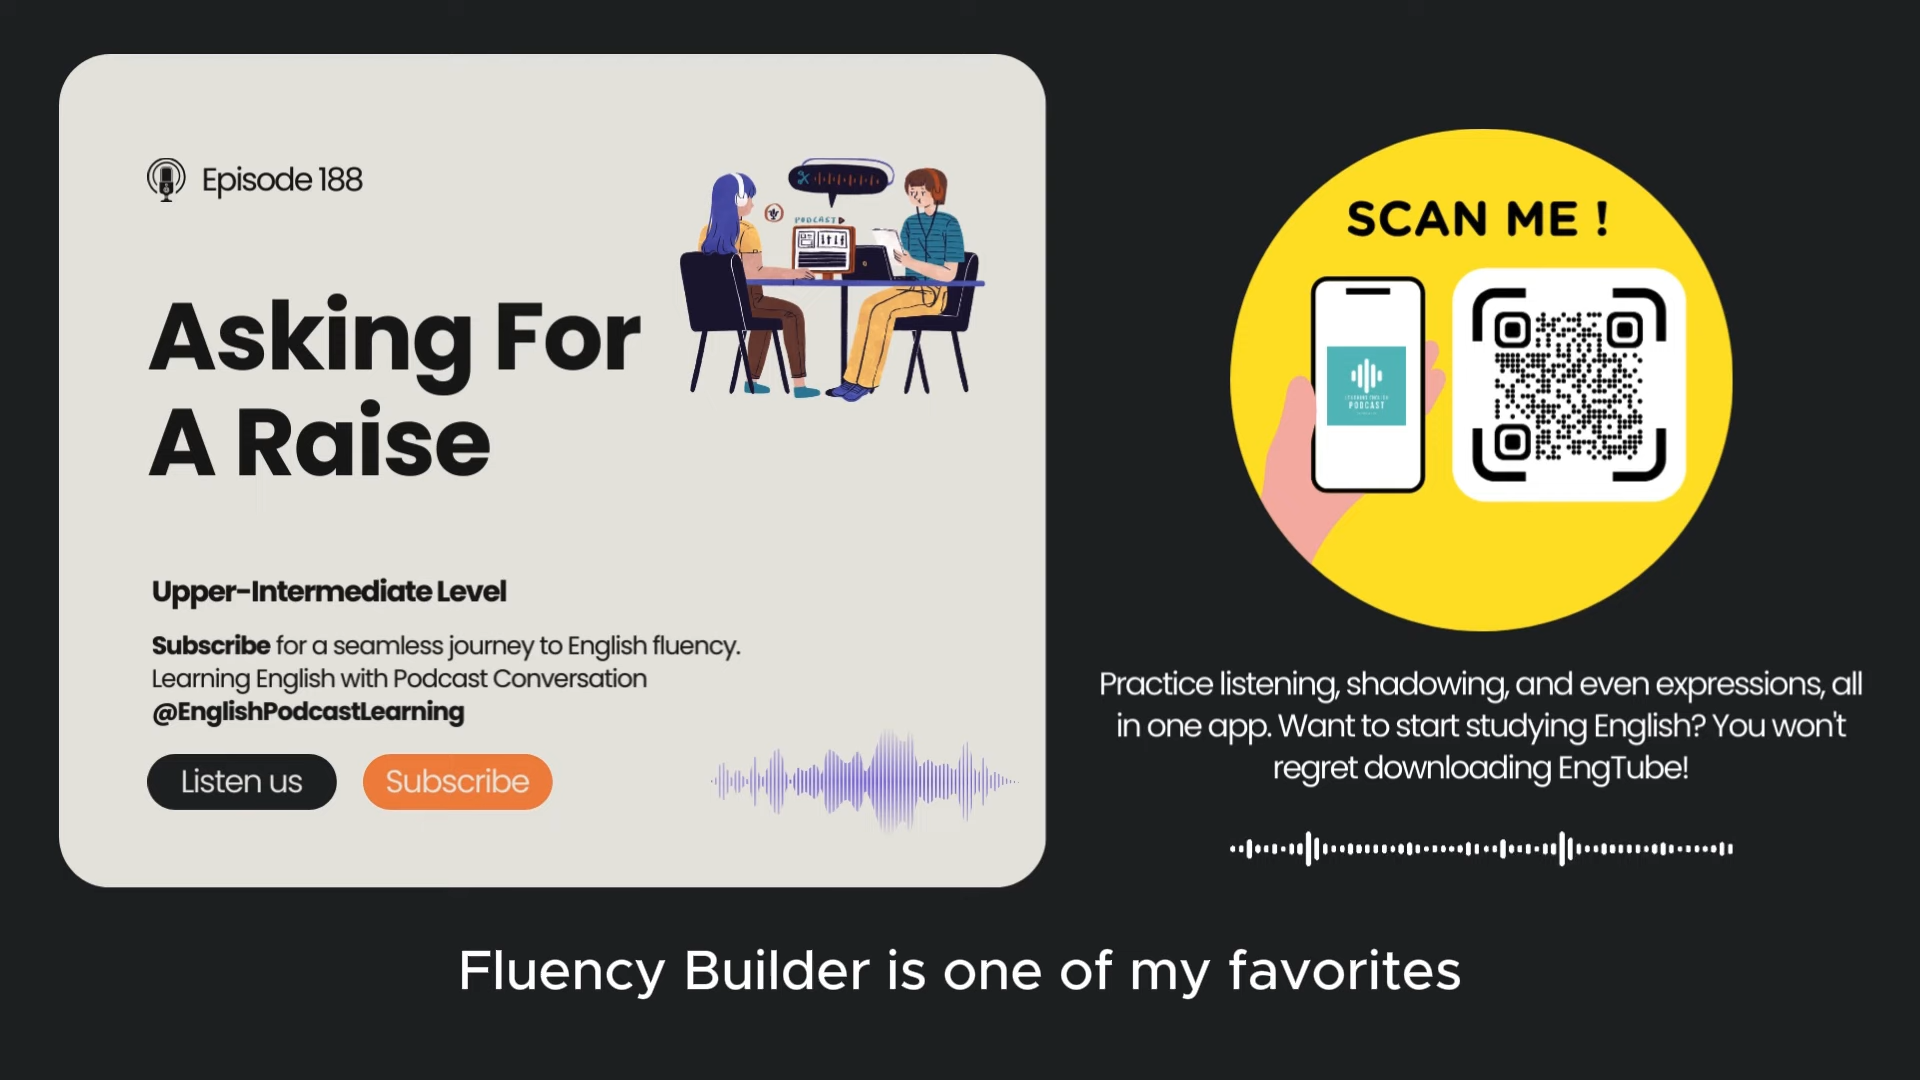 Episode 188
Asking For
A Raise
PODCAST
Upper-Intermediate Level
Subscribe for a seamless journey to English fluency.
Learning English with Podcast Conversation
@EnglishPodcastLearning
Listen us
Subscribe
SCAN ME !
PODCAST
Practice listening, shadowing, and even expressions, all
in one app. Want to start studying English? You won't
regret downloading EngTube!
Fluency Builder is one of my favorites